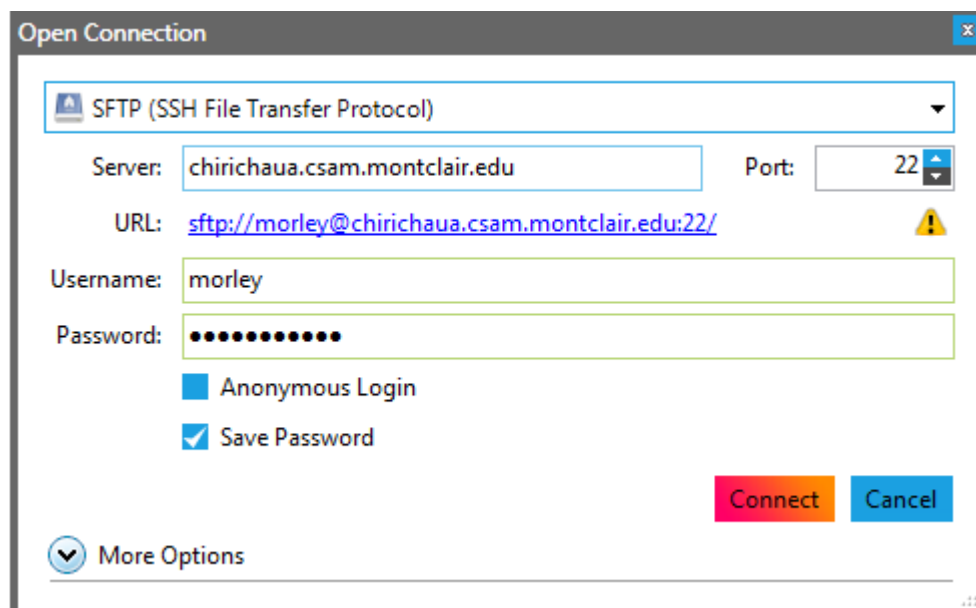 Open Connection
SFTP (SSH File Transfer Protocol)
Server: chirichaua.csam.montclair.edu Port: 22
URL: sftp://morley@chirichaua.csam.montclair.edu:22/
Username: morley
Password: •••••••••••
Anonymous Login
Save Password
Connect Cancel
More Options